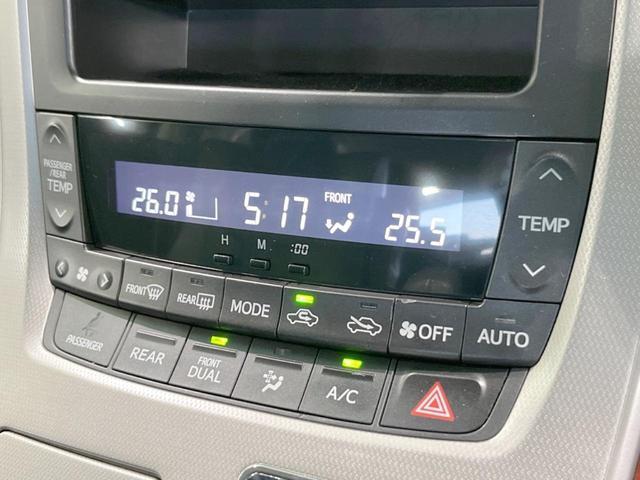 PASSENGER
/REAR
TEMP
FRONT
26.0 5:17 25.5
H M :00
TEMP
FRONT REAR MODE OFF AUTO
PASSENGER REAR FRONT DUAL A/C